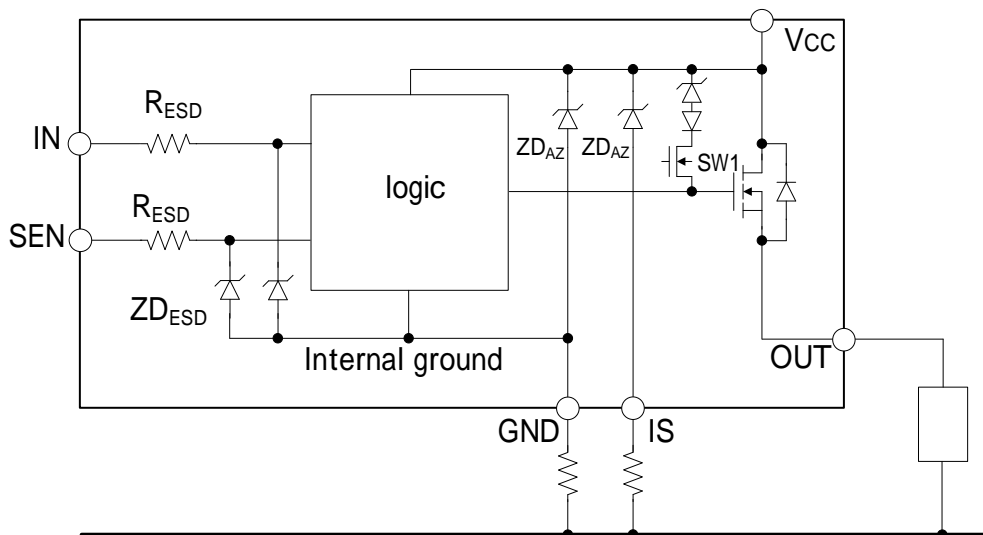 VCC
RESD
IN
ZDAZ ZDAZ SW1
logic
RESD
SEN
ZDESD
Internal ground
OUT
GND IS